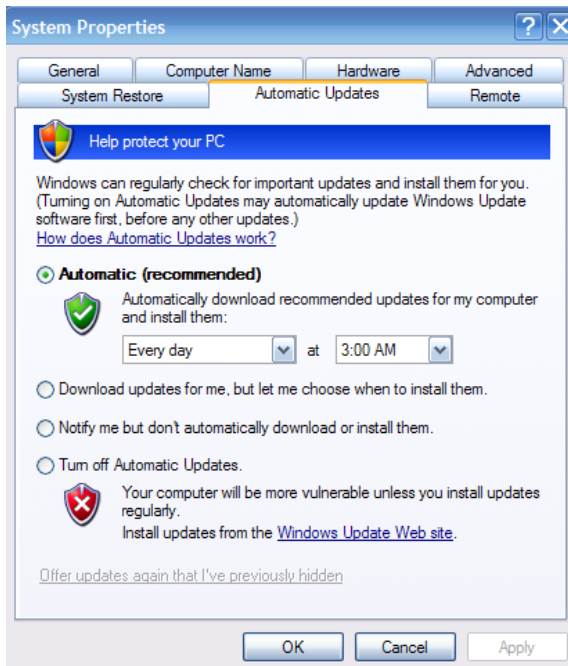 System Properties
General Computer Name Hardware Advanced
System Restore Automatic Updates Remote
Help protect your PC
Windows can regularly check for important updates and install them for you.
(Turning on Automatic Updates may automatically update Windows Update
software first, before any other updates.)
How does Automatic Updates work?
Automatic (recommended)
Automatically download recommended updates for my computer
and install them:
Every day at 3:00 AM
Download updates for me, but let me choose when to install them.
Notify me but don't automatically download or install them.
Turn off Automatic Updates.
Your computer will be more vulnerable unless you install updates
regularly.
Install updates from the Windows Update Web site.
Offer updates again that I've previously hidden
OK Cancel Apply